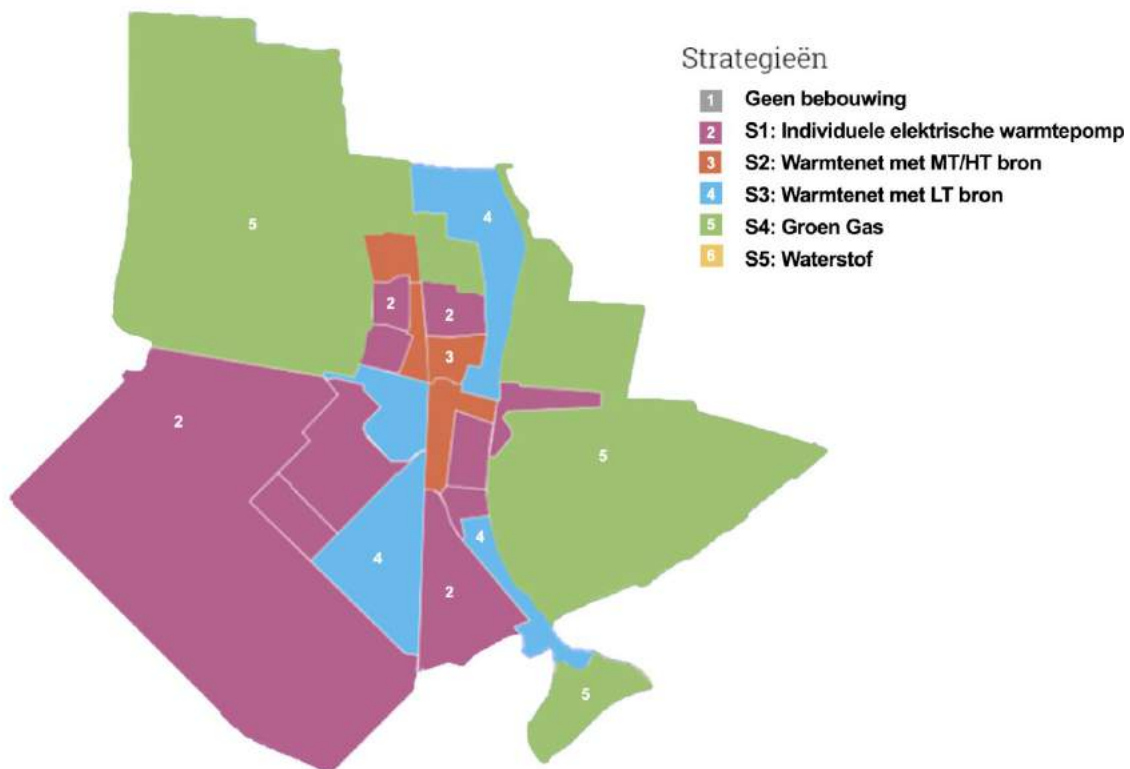 Strategieën
1 Geen bebouwing
2 S1: Individuele elektrische warmtepomp
3 S2: Warmtenet met MT/HT bron
4 S3: Warmtenet met LT bron
5 S4: Groen Gas
6 S5: Waterstof
4
5
2
2
3
2
5
4
4
2
5